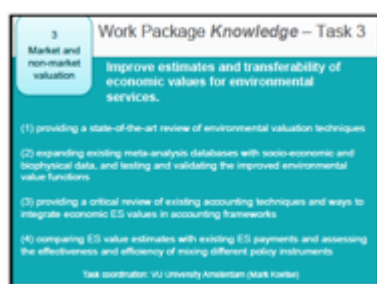 3
Market and
non-market
valuation
Work Package Knowledge – Task 3
Improve estimates and transferability of
economic values for environmental
services.
(1) providing a state-of-the-art review of environmental valuation techniques
(2) expanding existing meta-analysis databases with socio-economic and
biophysical data, and testing and validating the improved environmental
value functions
(3) providing a critical review of existing accounting techniques and ways to
integrate economic ES values in accounting frameworks
(4) comparing ES value estimates with existing ES payments and assessing
the effectiveness and efficiency of mixing different policy instruments
Task coordination: VU University Amsterdam (Mark Koetse)